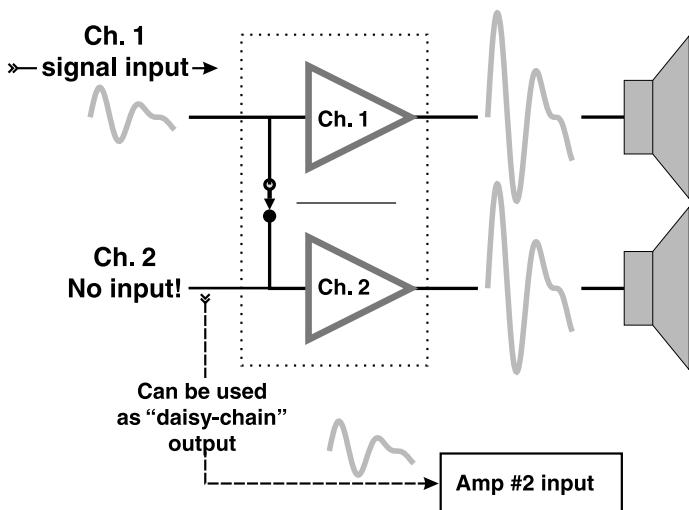 Ch. 1
signal input
Ch. 1
Ch. 2
No input!
Ch. 2
Can be used
as “daisy-chain”
output
Amp #2 input